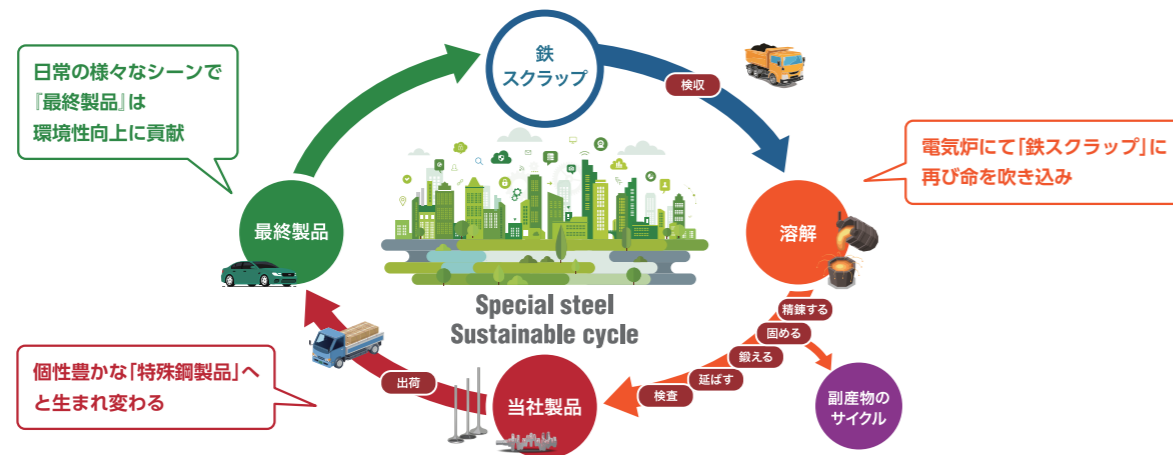 鉄
スクラップ
検収
日常の様々なシーンで
『最終製品』は
環境性向上に貢献
電気炉にて「鉄スクラップ」に
再び命を吹き込み
最終製品
溶解
Special steel
Sustainable cycle
精錬する
固める
鍛える
延ばす
検査
個性豊かな「特殊鋼製品」へ
と生まれ変わる
出荷
当社製品
副産物の
サイクル